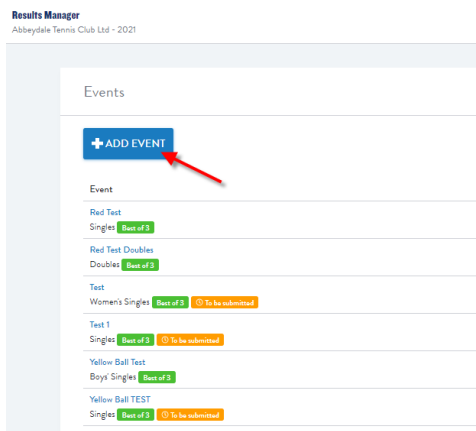 Results Manager
Abbeydale Tennis Club Ltd - 2021
Events
ADD EVENT
Event
Red Test
Singles Best of 3
Red Test Doubles
Doubles Best of 3
Test
Women's Singles Best of 3 To be submitted
Test 1
Singles Best of 3 To be submitted
Yellow Ball Test
Boys' Singles Best of 3
Yellow Ball TEST
Singles Best of 3 To be submitted